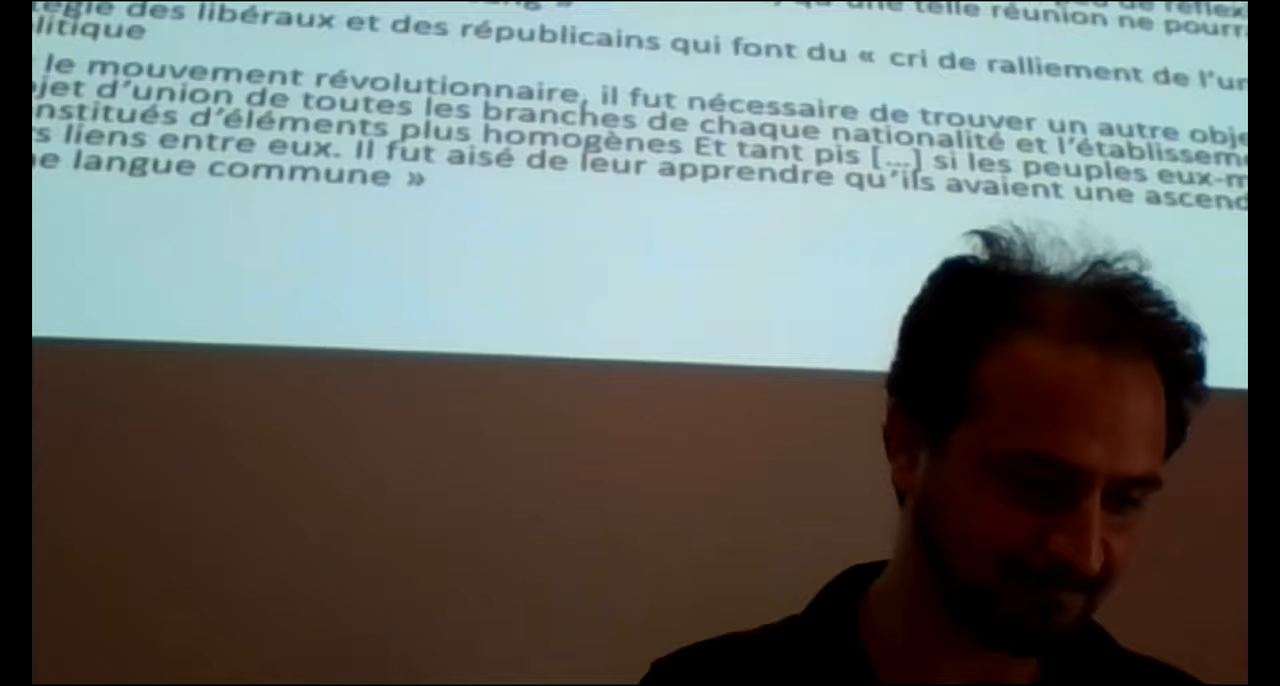 des libéraux et des républicains qui font du « cri de ralliement de l'un
litique
le mouvement révolutionnaire, il fut nécessaire de trouver un autre obje
jet d'union de toutes les branches de chaque nationalité et l'établisseme
nstitués d'éléments plus homogènes Et tant pis [...] si les peuples eux-m
s liens entre eux. Il fut aisé de leur apprendre qu'ils avaient une ascend
ne langue commune »